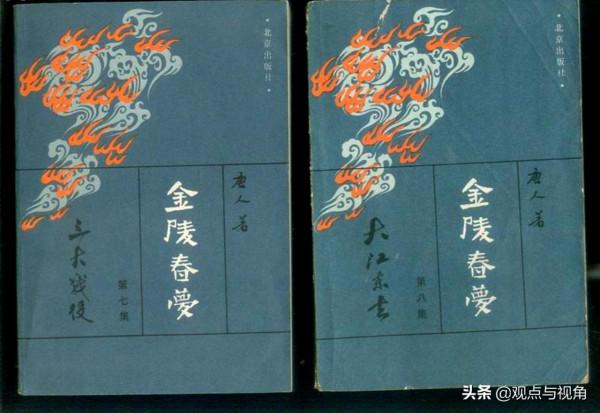 ·北京出版社·
唐人著
金陵春梦
三大战役
第七集
·北京出版社·
唐人著
金陵春梦
大江东去
第八集
头条 @观点与视角